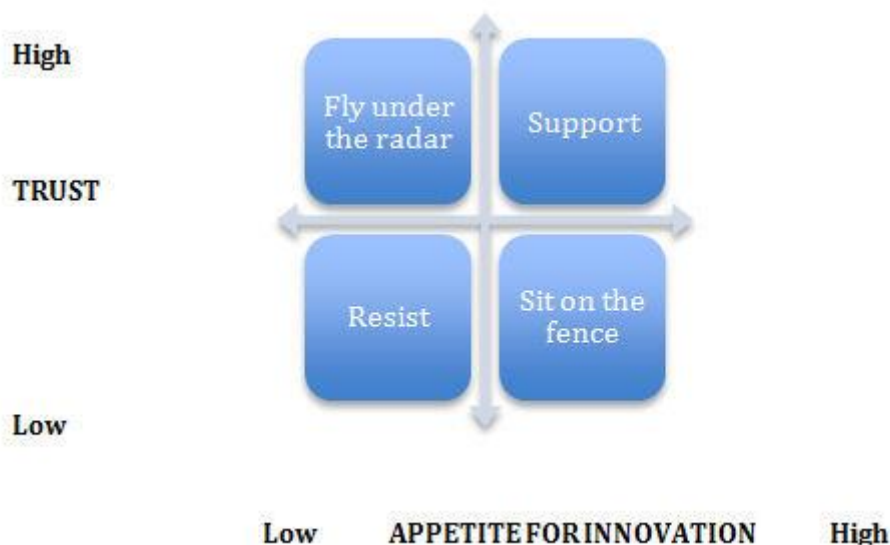 High
Fly under
the radar
Support
TRUST
Resist
Sit on the
fence
Low
Low APPETITE FOR INNOVATION High